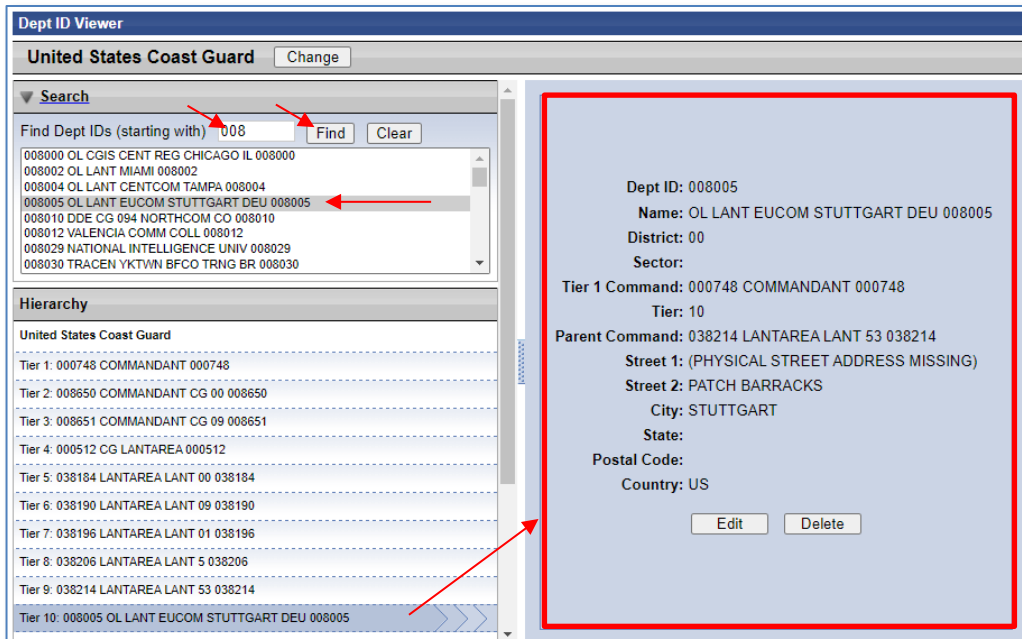 Dept ID Viewer
United States Coast Guard Change
Search
Find Dept IDs (starting with) 008 Find Clear
008000 OL CGIS CENT REG CHICAGO IL 008000
008002 OL LANT MIAMI 008002
008004 OL LANT CENTCOM TAMPA 008004
008005 OL LANT EUCOM STUTTGART DEU 008005
008010 DDE CG 094 NORTHCOM CO 008010
008012 VALENCIA COMM COLL 008012
008029 NATIONAL INTELLIGENCE UNIV 008029
008030 TRACEN YKTWN BFCO TRNG BR 008030
Hierarchy
United States Coast Guard
Tier 1: 000748 COMMANDANT 000748
Tier 2: 008650 COMMANDANT CG 00 008650
Tier 3: 008651 COMMANDANT CG 09 008651
Tier 4: 000512 CG LANTAREA 000512
Tier 5: 038184 LANTAREA LANT 00 038184
Tier 6: 038190 LANTAREA LANT 09 038190
Tier 7: 038196 LANTAREA LANT 01 038196
Tier 8: 038206 LANTAREA LANT 5 038206
Tier 9: 038214 LANTAREA LANT 53 038214
Tier 10: 008005 OL LANT EUCOM STUTTGART DEU 008005
Dept ID: 008005
Name: OL LANT EUCOM STUTTGART DEU 008005
District: 00
Sector:
Tier 1 Command: 000748 COMMANDANT 000748
Tier: 10
Parent Command: 038214 LANTAREA LANT 53 038214
Street 1: (PHYSICAL STREET ADDRESS MISSING)
Street 2: PATCH BARRACKS
City: STUTTGART
State:
Postal Code:
Country: US
Edit Delete